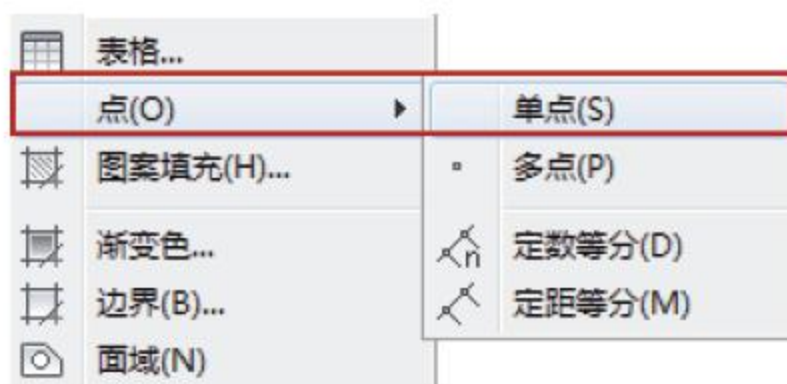 表格...
点(O)
单点(S)
图案填充(H)...
多点(P)
渐变色...
n 定数等分(D)
边界(B)...
定距等分(M)
面域(N)